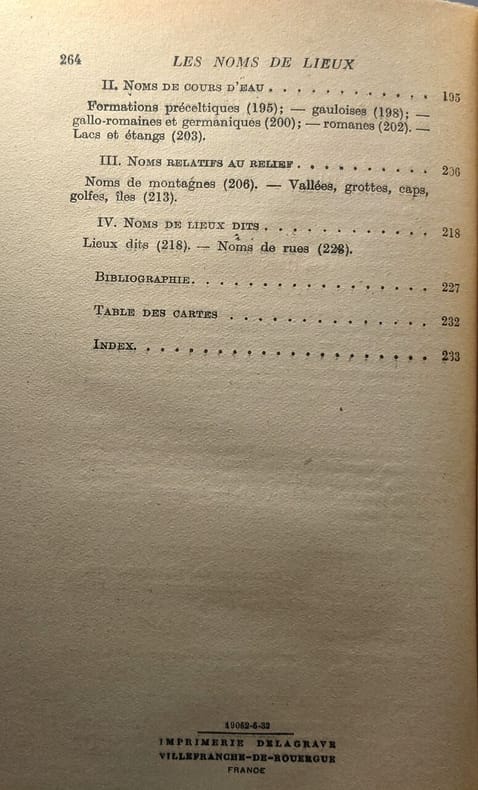 264 LES NOMS DE LIEUX
II. NOMS DE COURS D'EAU . . . . . . . . . . . 195
Formations préceltiques (195); — gauloises (198); —
gallo-romaines et germaniques (200); — romanes (202). —
Lacs et étangs (203).
III. NOMS RELATIFS AU RELIEF . . . . . . . . . 206
Noms de montagnes (206). — Vallées, grottes, caps,
golfes, îles (213).
IV. NOMS DE LIEUX DITS . . . . . . . . . . . 218
Lieux dits (218). — Noms de rues (223).
BIBLIOGRAPHIE. . . . . . . . . . . . . . . 227
TABLE DES CARTES . . . . . . . . . . . . . 232
INDEX. . . . . . . . . . . . . . . . . . . 233
19052-5-32
IMPRIMERIE DELAGRAVE
VILLEFRANCHE-DE-ROUERGUE
FRANCE